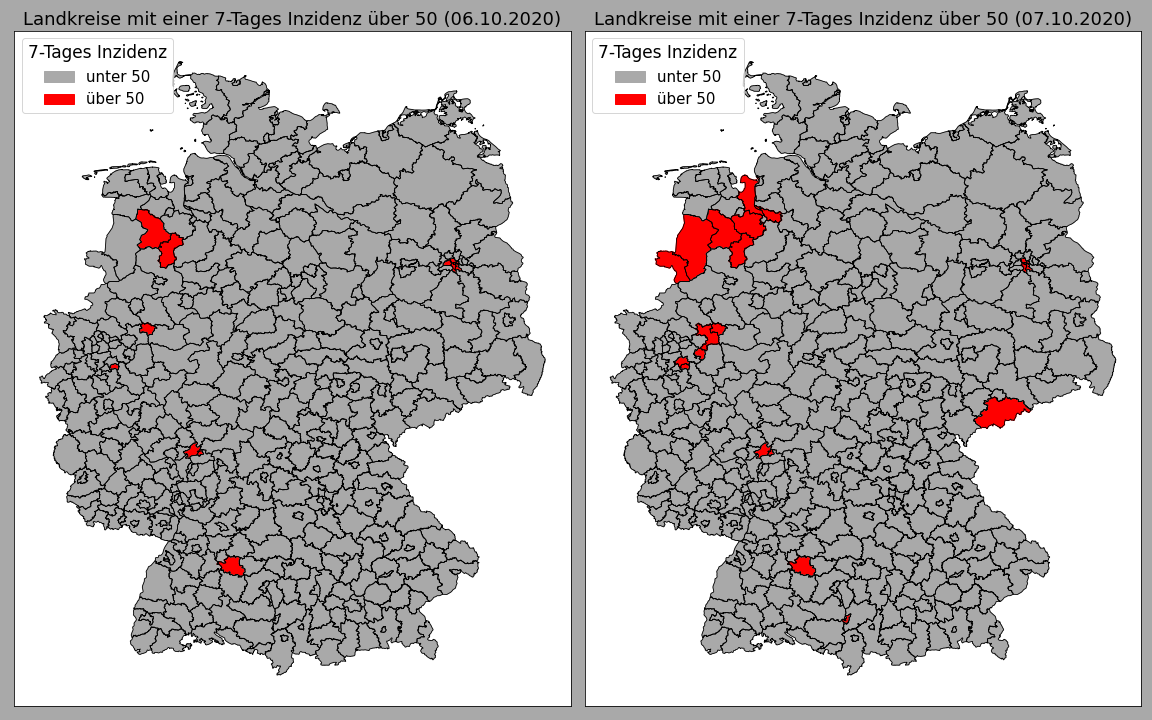 Landkreise mit einer 7-Tages Inzidenz über 50 (06.10.2020)
7-Tages Inzidenz
unter 50
über 50
Landkreise mit einer 7-Tages Inzidenz über 50 (07.10.2020)
7-Tages Inzidenz
unter 50
über 50